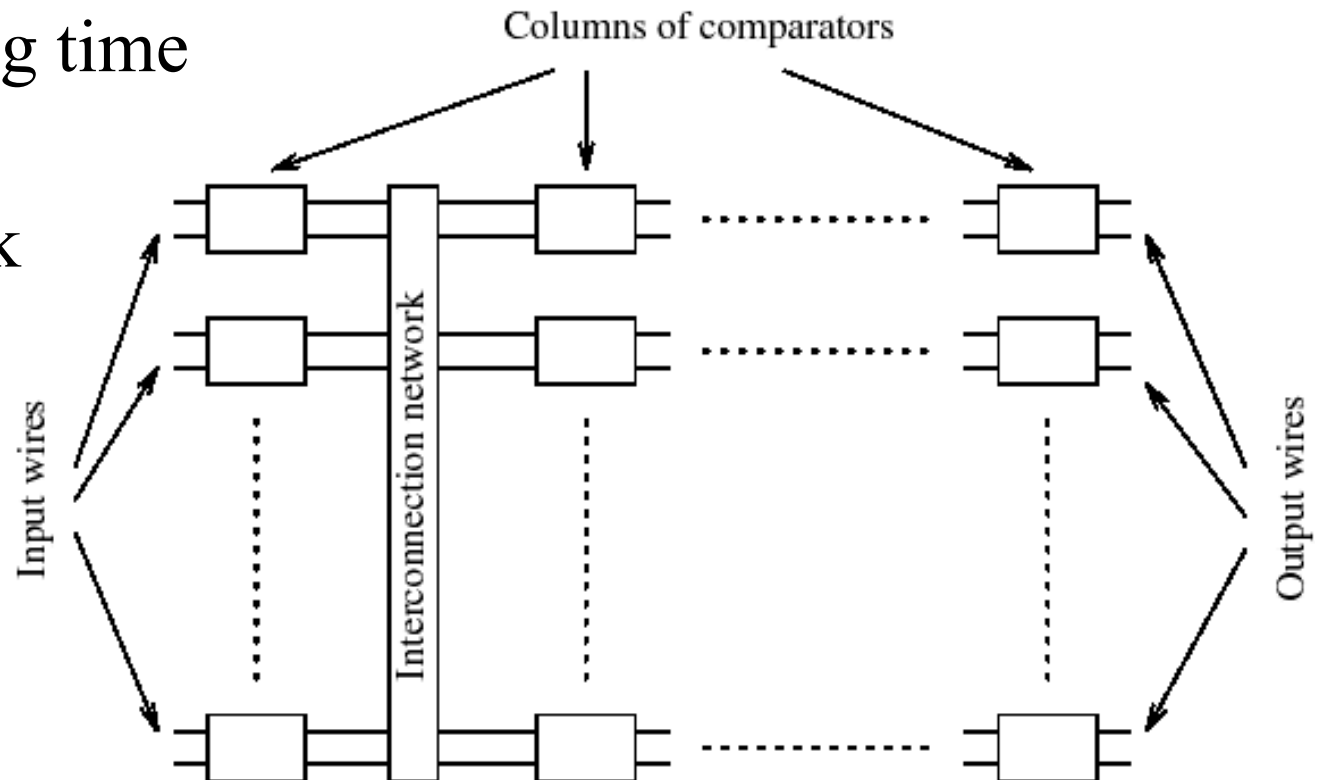 g time
Columns of comparators
k
Interconnection network
Input wires
Output wires